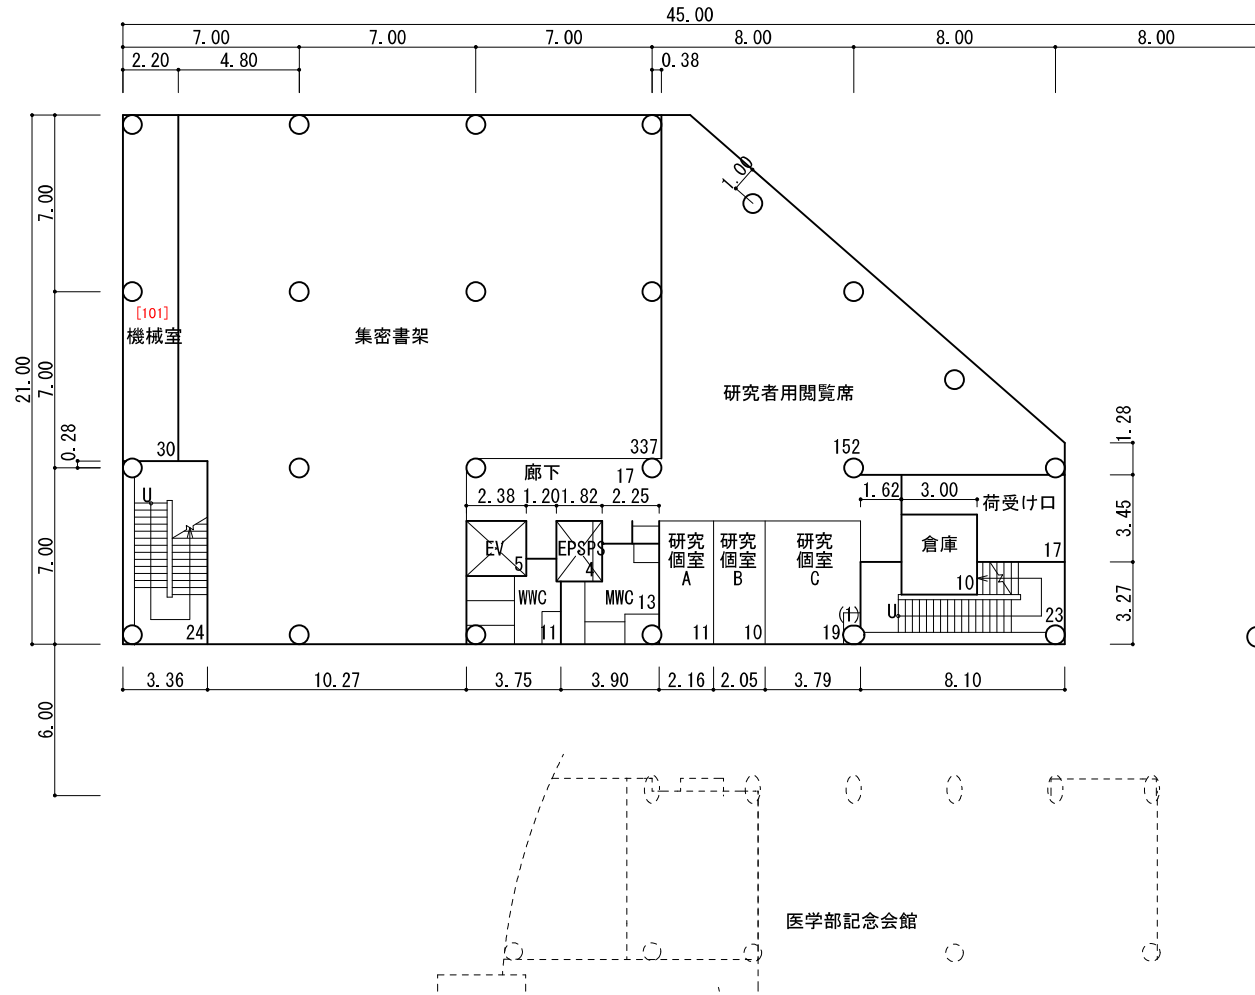 45.00
7.00 7.00 7.00 8.00 8.00 8.00
2.20 4.80 0.38
1.00
7.00
[101]
機械室
集密書架
21.00
7.00
研究者用閲覧席
0.28
1.28
30
337
152
廊下
17
U
2.38 1.20 1.82 2.25
1.62 3.00
荷受け口
3.45
7.00
EV
5
EPS
PS
4
研究
個室
A
研究
個室
B
研究
個室
C
倉庫
17
10
WWC
MWC
13
U
3.27
24
11
11
10
19
(1)
23
3.36 10.27 3.75 3.90 2.16 2.05 3.79 8.10
6.00
医学部記念会館